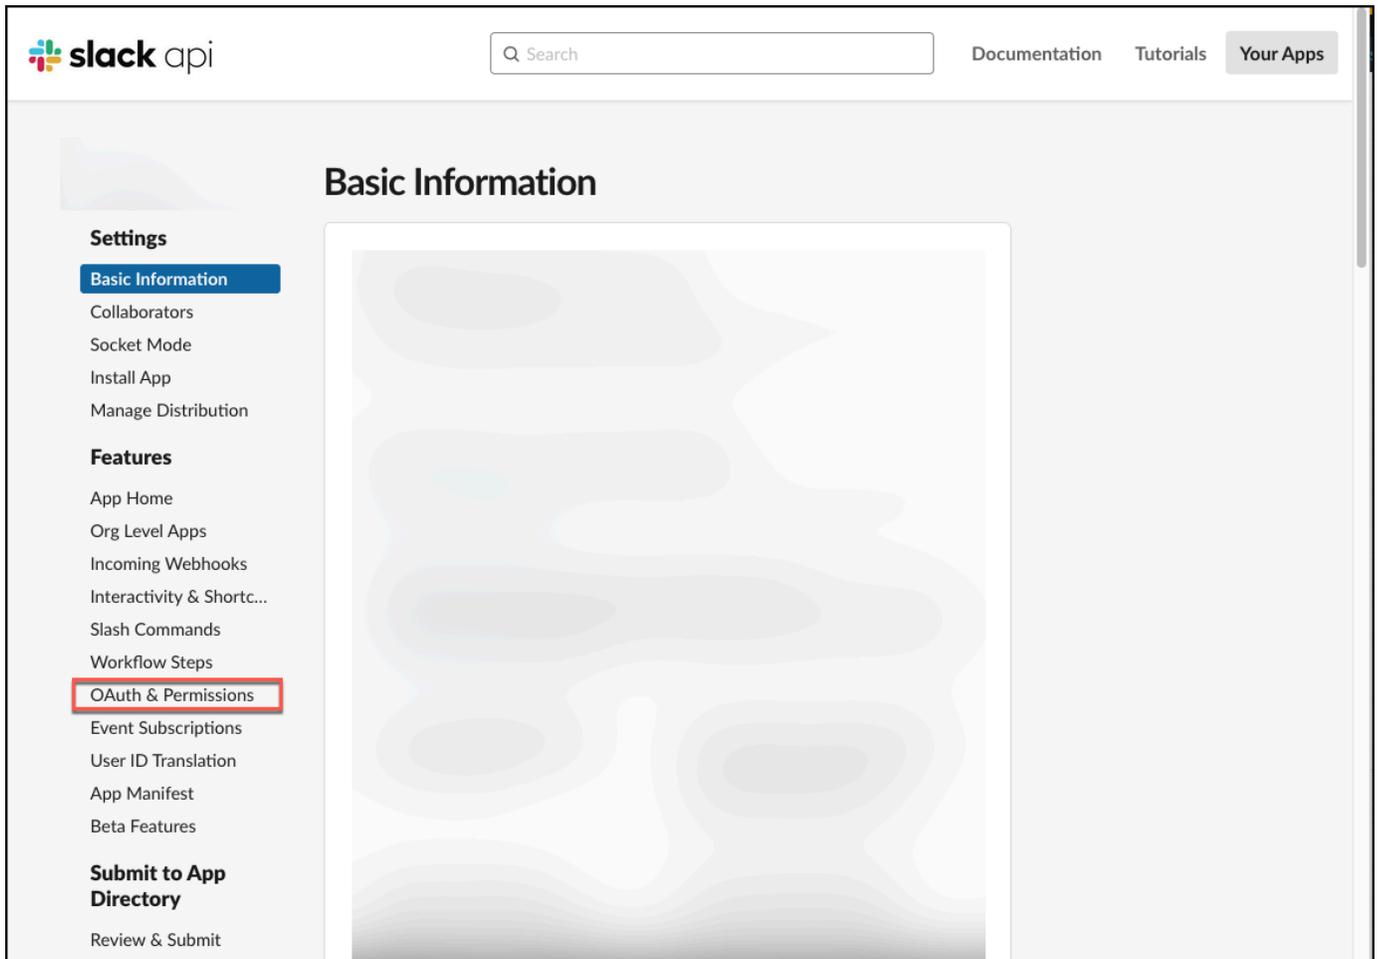 slack api
Search
Documentation
Tutorials
Your Apps
Basic Information
Settings
Basic Information
Collaborators
Socket Mode
Install App
Manage Distribution
Features
App Home
Org Level Apps
Incoming Webhooks
Interactivity & Shortc...
Slash Commands
Workflow Steps
OAuth & Permissions
Event Subscriptions
User ID Translation
App Manifest
Beta Features
Submit to App
Directory
Review & Submit